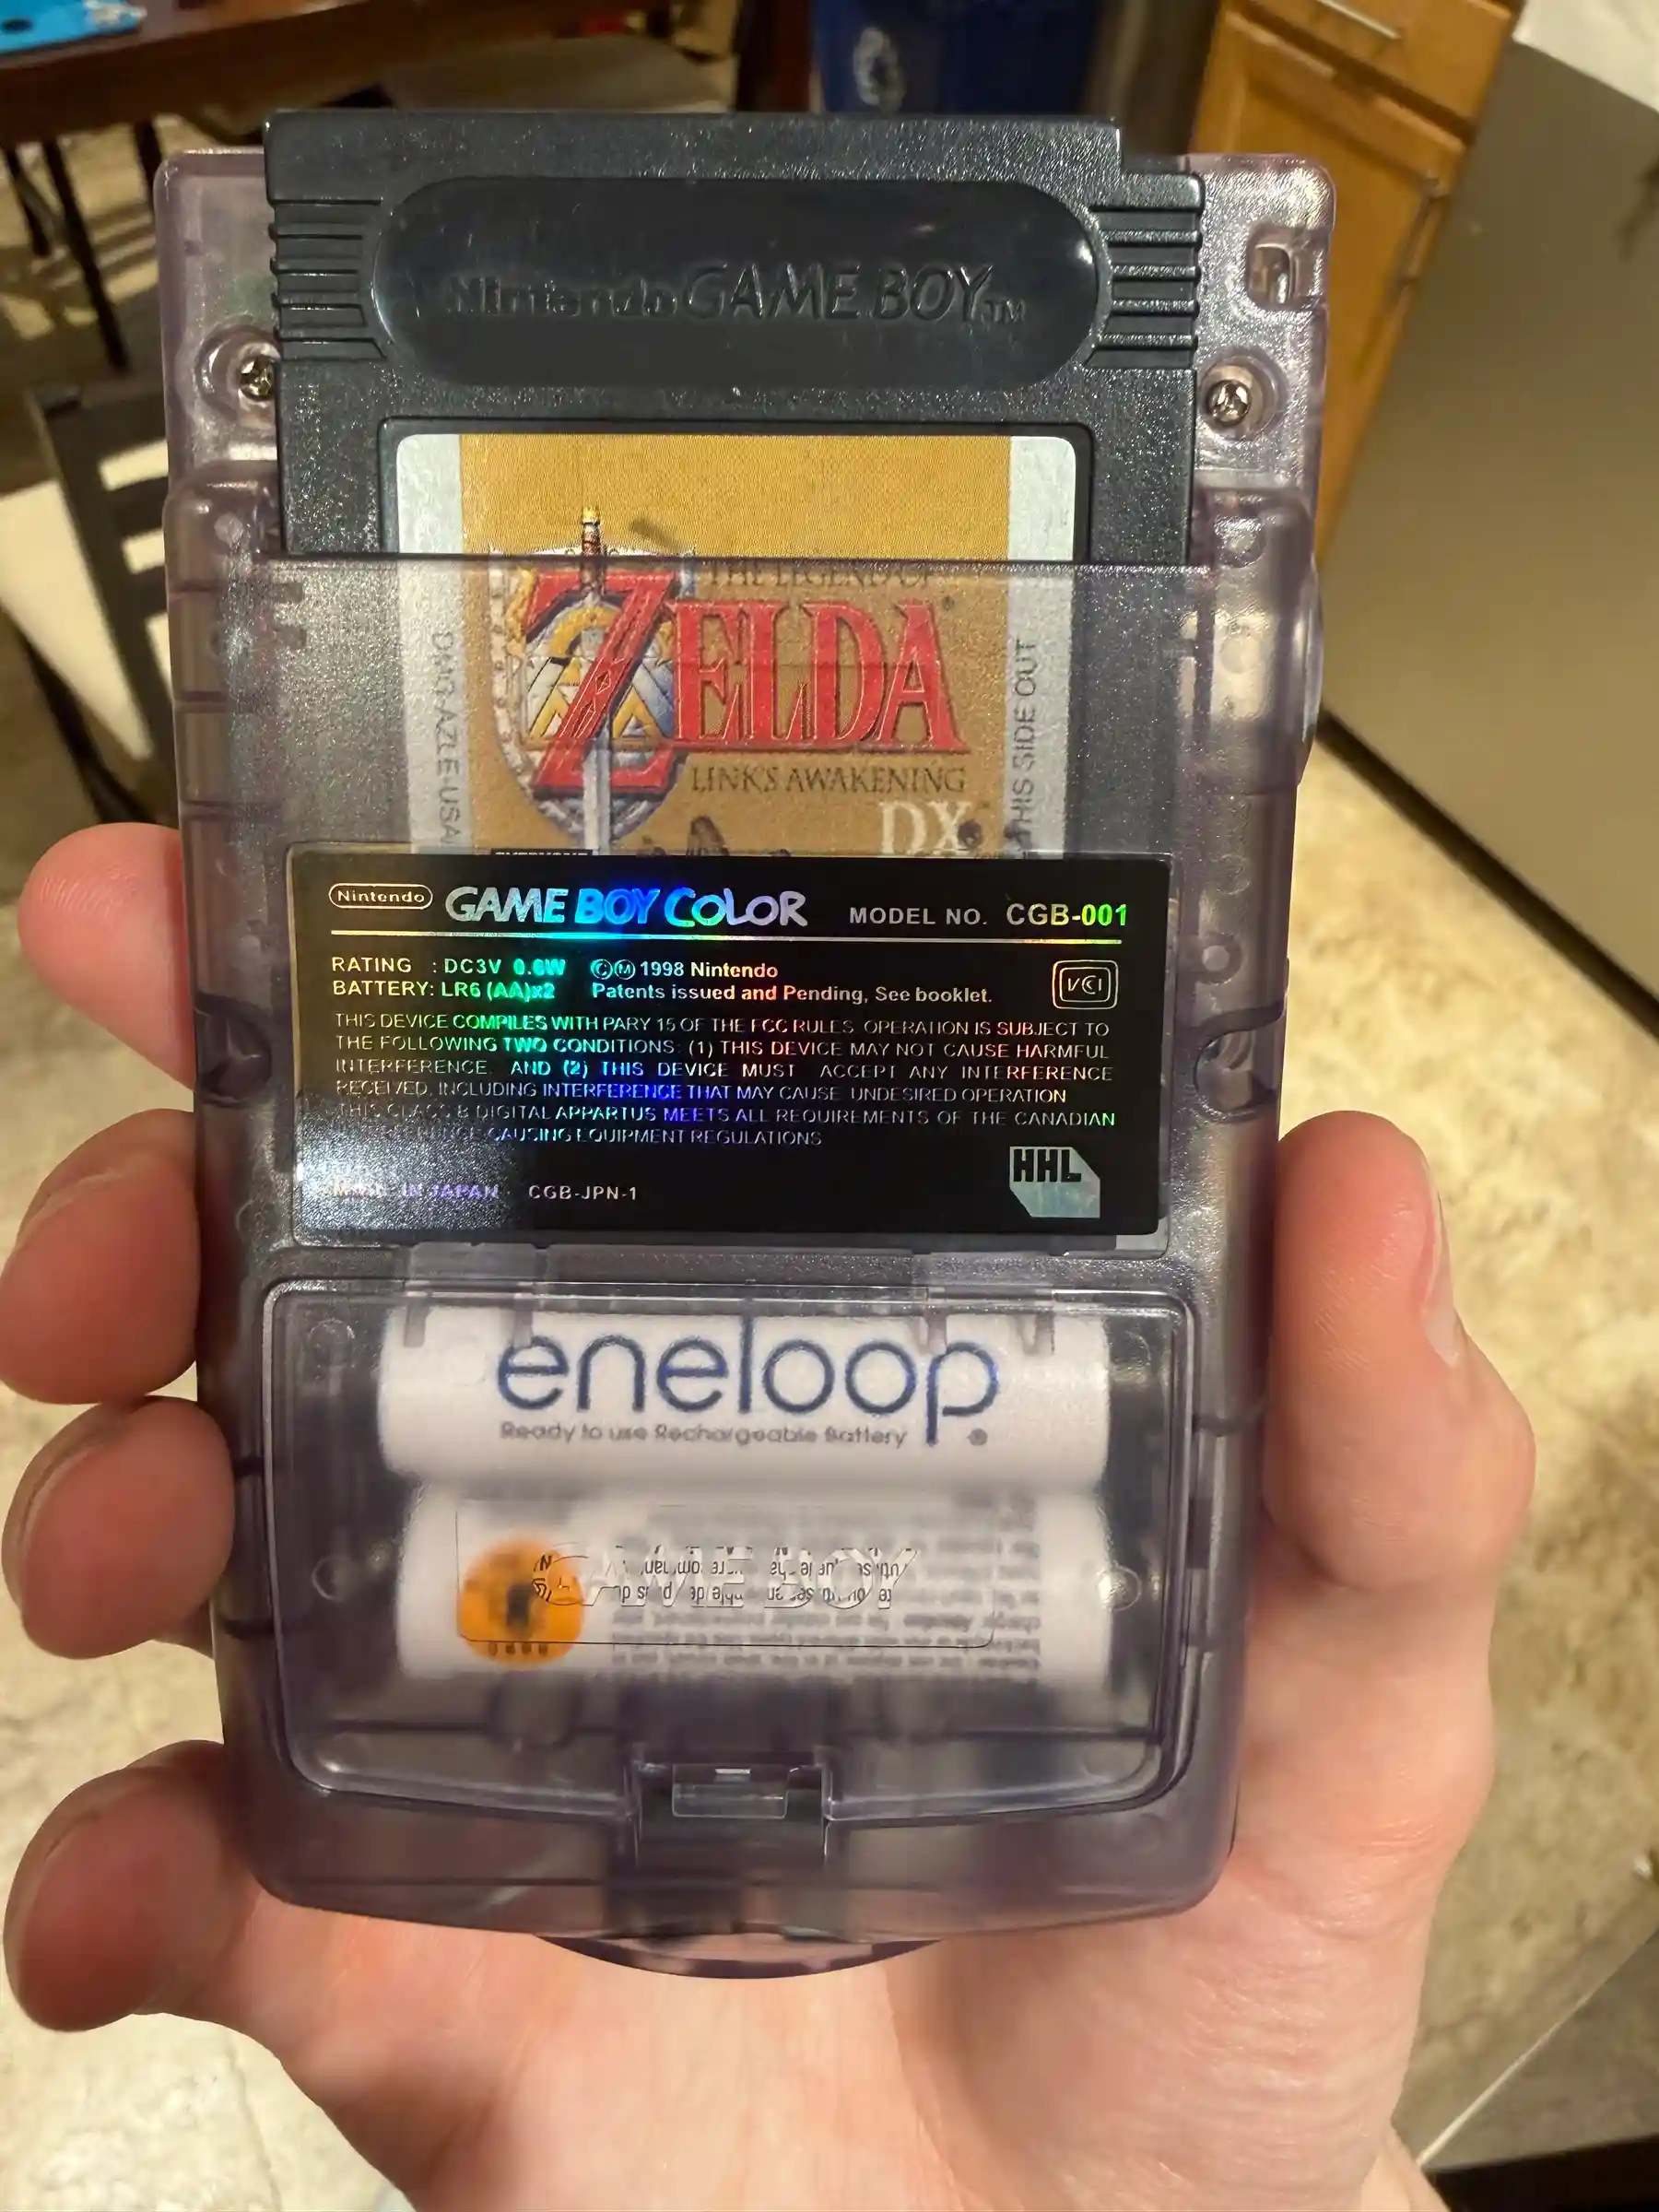 Nintendo GAME BOY TM
THE LEGEND OF
ZELDA®
LINK'S AWAKENING
DX
DMG-AZLE-USA
THIS SIDE OUT
Nintendo GAME BOY COLOR MODEL NO. CGB-001
RATING : DC3V 0.6W ©Ⓜ 1998 Nintendo
BATTERY: LR6 (AA)x2 Patents issued and Pending, See booklet.
THIS DEVICE COMPILES WITH PARY 15 OF THE FCC RULES. OPERATION IS SUBJECT TO
THE FOLLOWING TWO CONDITIONS: (1) THIS DEVICE MAY NOT CAUSE HARMFUL
INTERFERENCE. AND (2) THIS DEVICE MUST ACCEPT ANY INTERFERENCE
RECEIVED, INCLUDING INTERFERENCE THAT MAY CAUSE UNDESIRED OPERATION
THIS CLASS B DIGITAL APPARTUS MEETS ALL REQUIREMENTS OF THE CANADIAN
CAUSING EQUIPMENT REGULATIONS
HHL
MADE IN JAPAN CGB-JPN-1
eneloop
Ready to use Rechargeable Battery ®
GAME BOY